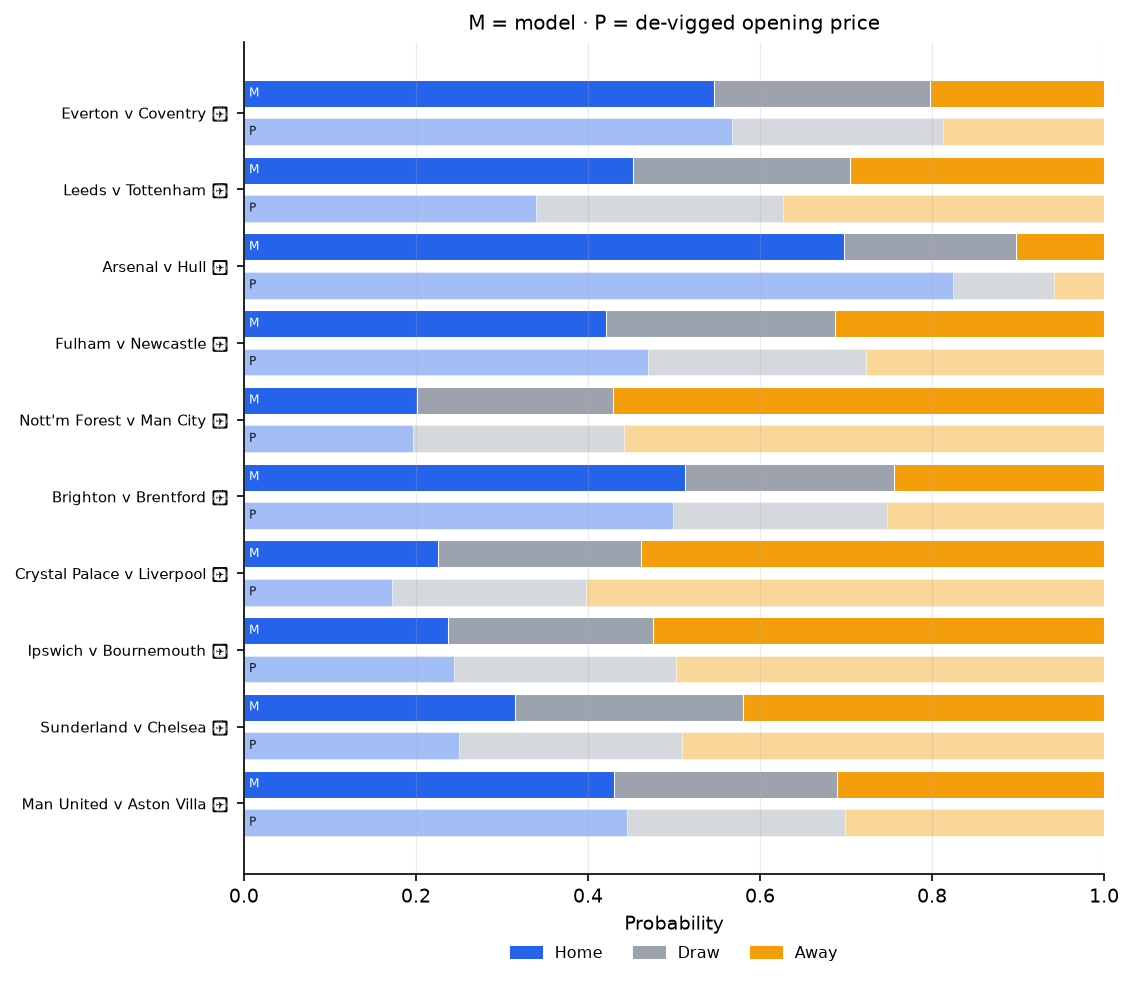 M = model · P = de-vigged opening price
Everton v Coventry
M
P
Leeds v Tottenham
M
P
Arsenal v Hull
M
P
Fulham v Newcastle
M
P
Nott'm Forest v Man City
M
P
Brighton v Brentford
M
P
Crystal Palace v Liverpool
M
P
Ipswich v Bournemouth
M
P
Sunderland v Chelsea
M
P
Man United v Aston Villa
M
P
0.0 0.2 0.4 0.6 0.8 1.0
Probability
Home Draw Away